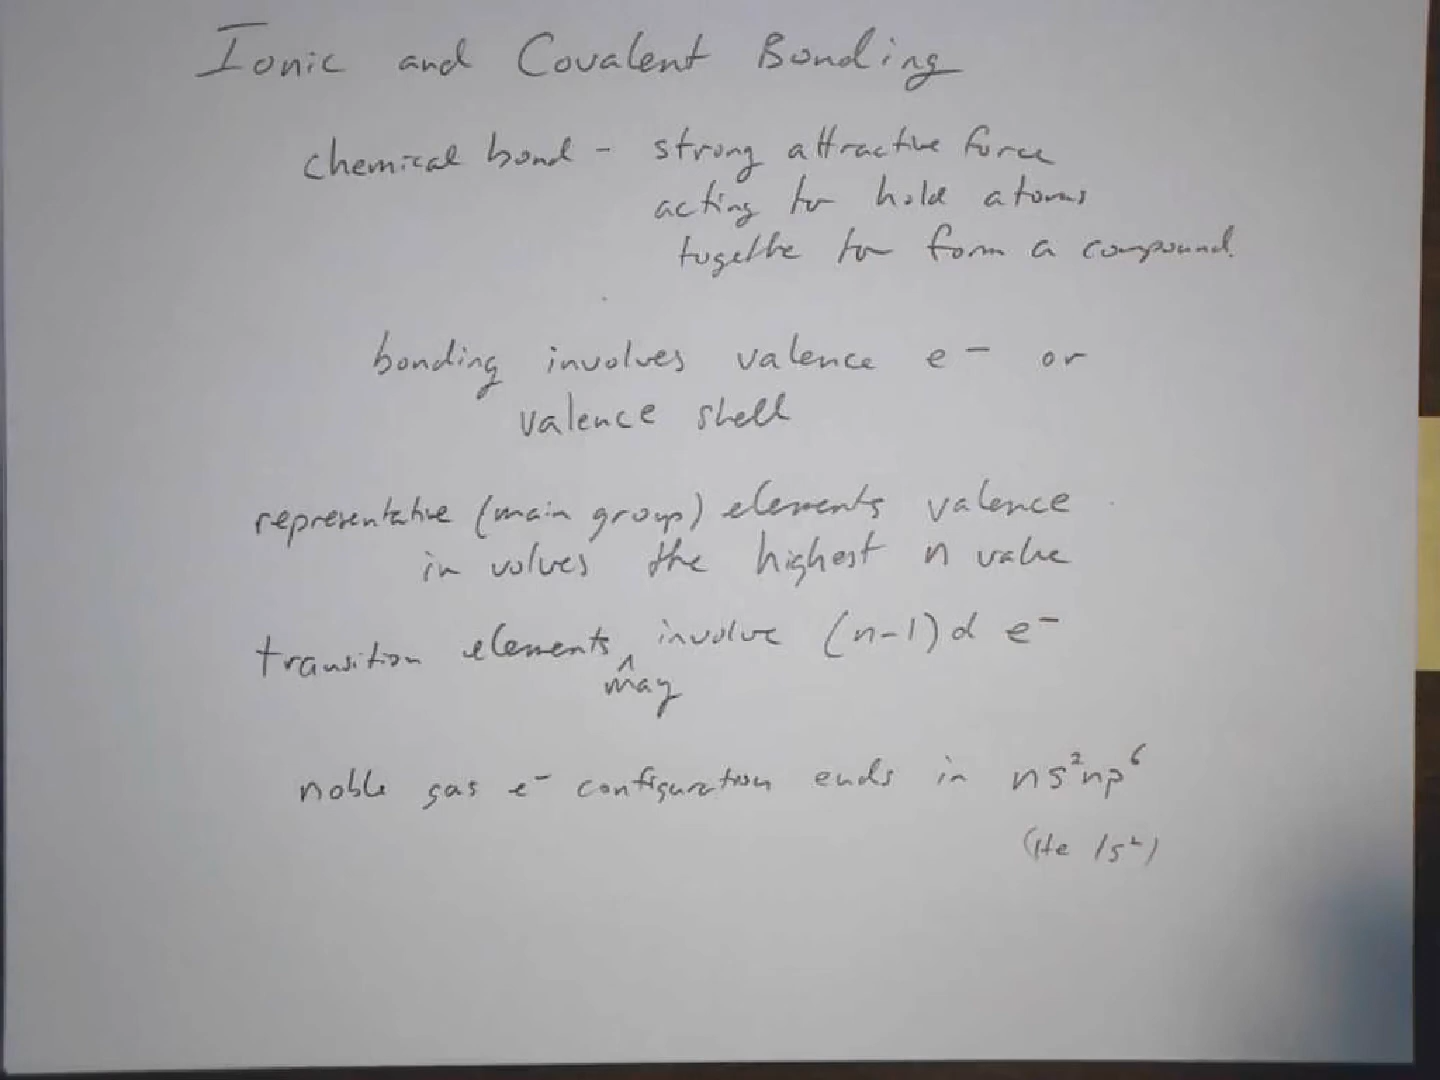 Ionic and Covalent Bonding
chemical bond - strong attractive force
acting to hold atoms
together to form a compound.
bonding involves valence e⁻ or
valence shell
representative (main group) elements valence
involves the highest n value
transition elements ^ involve (n-1)d e⁻
may
noble gas e⁻ configuration ends in ns²np⁶
(He 1s²)